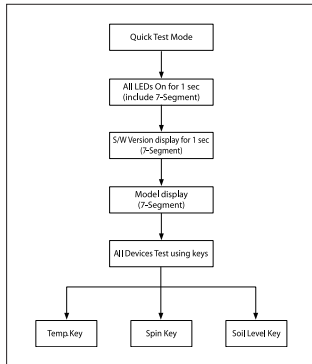 Quick Test Mode
All LEDs On for 1 sec
(include 7-Segment)
S/W Version display for 1 sec
(7-Segment)
Model display
(7-Segment)
All Devices Test using keys
Temp. Key
Spin Key
Soil Level Key